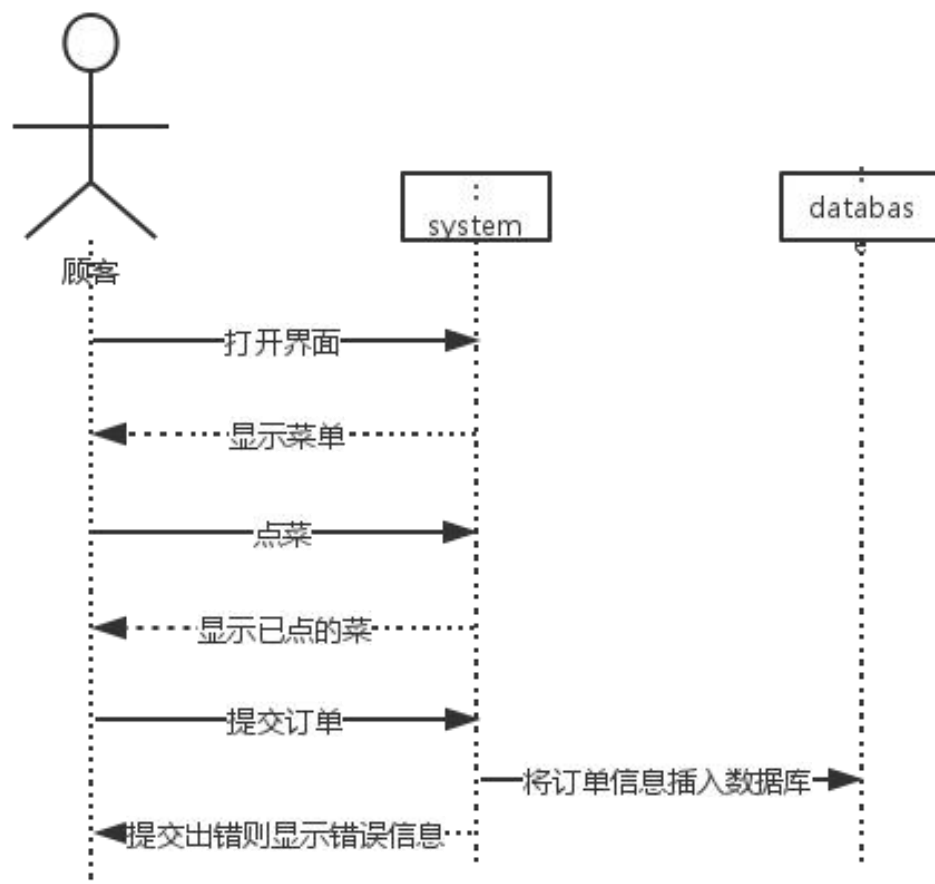 system
databas
e
顾客
打开界面
显示菜单
点菜
显示已点的菜
提交订单
将订单信息插入数据库
提交出错则显示错误信息